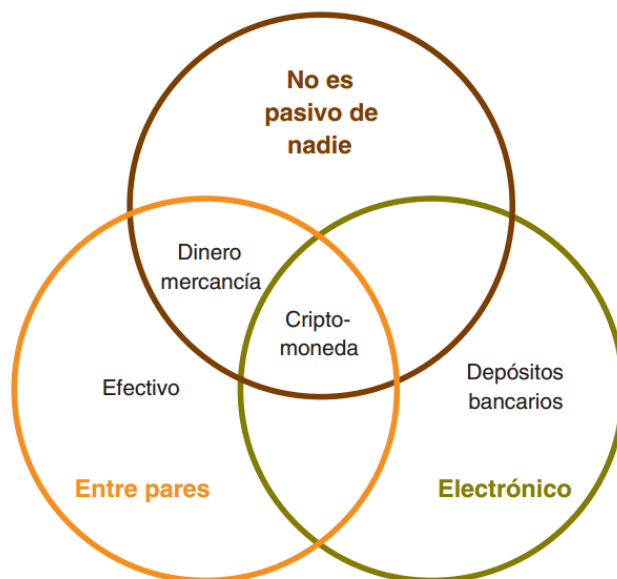 No es
pasivo de
nadie
Dinero
mercancía
Cripto-
moneda
Efectivo
Depósitos
bancarios
Entre pares
Electrónico